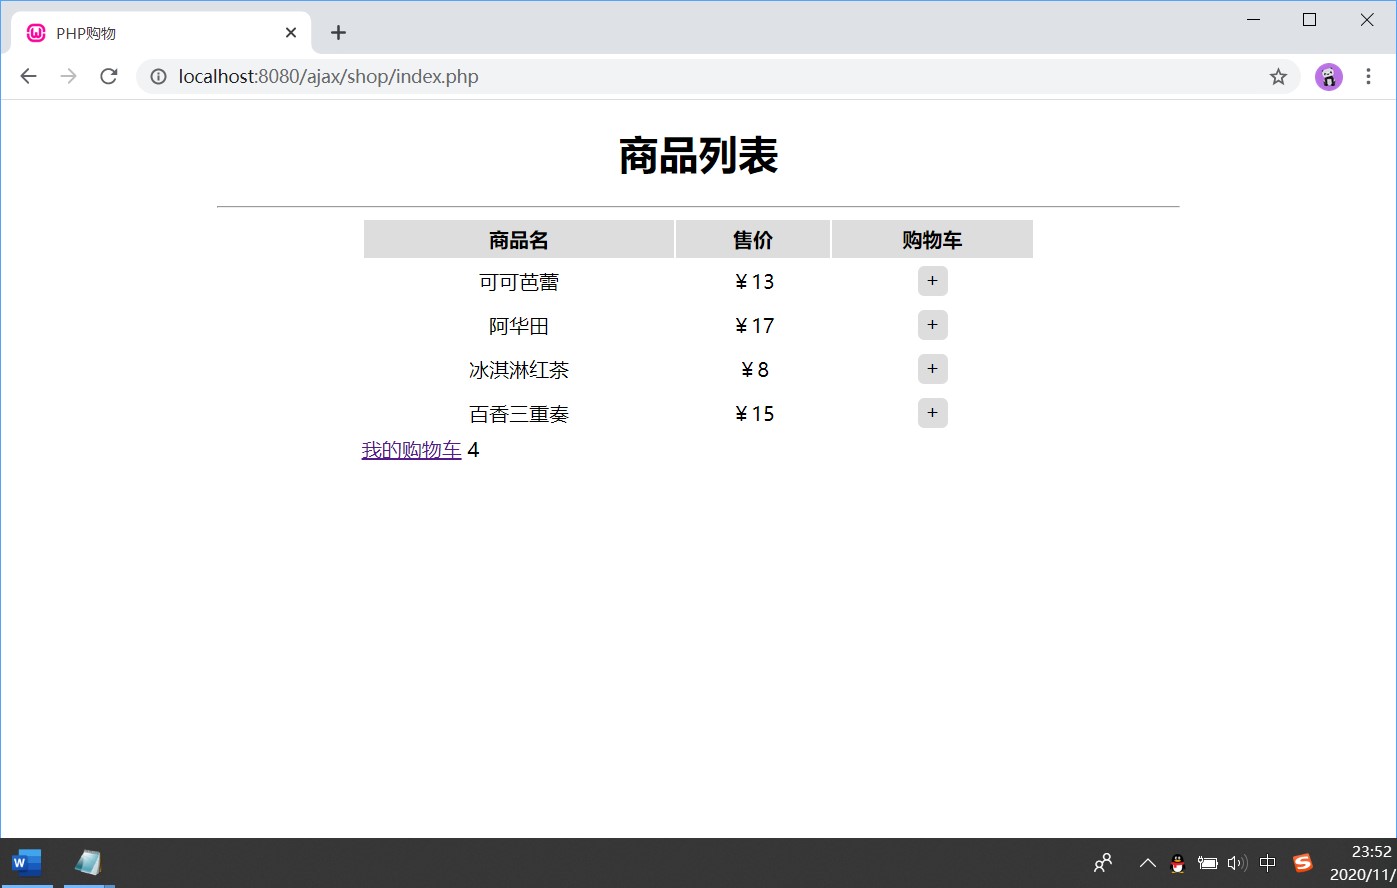 PHP购物
localhost:8080/ajax/shop/index.php
商品列表
商品名 售价 购物车
可可芭蕾 ¥13 +
阿华田 ¥17 +
冰淇淋红茶 ¥8 +
百香三重奏 ¥15 +
我的购物车 4
W
中
S
23:52
2020/11/